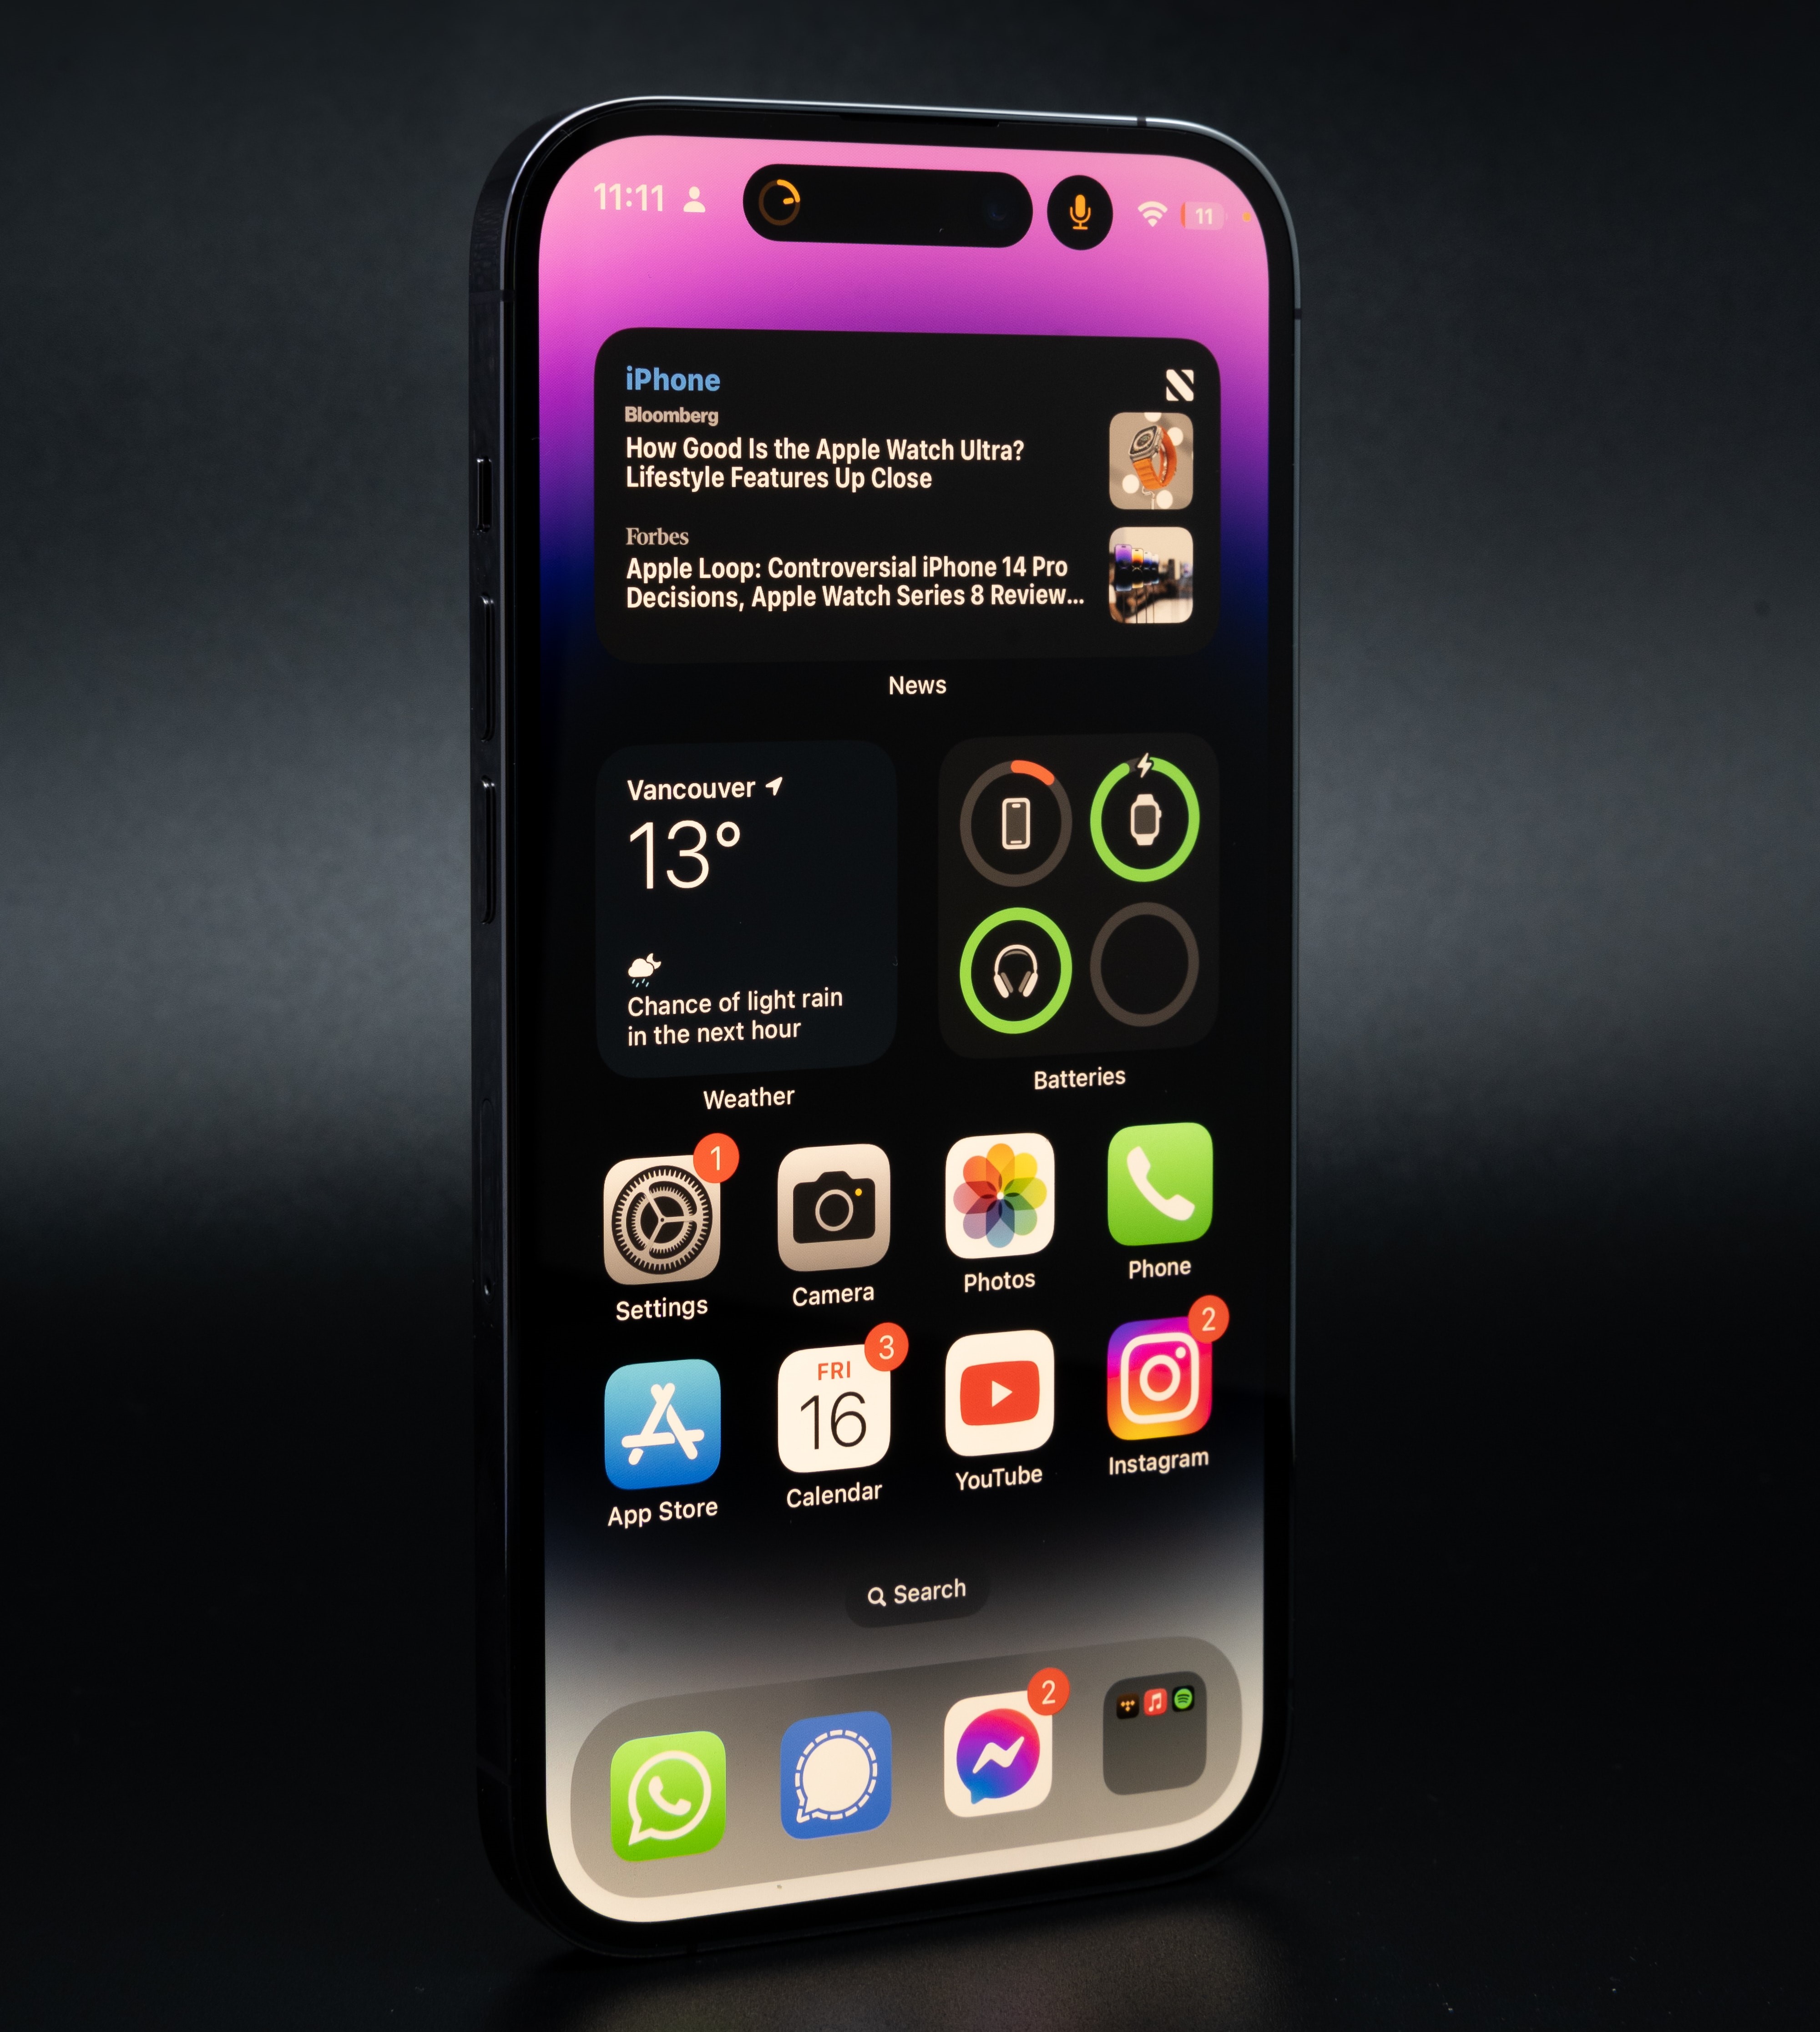 11:11
11
iPhone
Bloomberg
How Good Is the Apple Watch Ultra?
Lifestyle Features Up Close
Forbes
Apple Loop: Controversial iPhone 14 Pro
Decisions, Apple Watch Series 8 Review...
News
Vancouver
13°
Chance of light rain
in the next hour
Weather
Batteries
1
Settings
Camera
Photos
Phone
App Store
3
FRI
16
Calendar
YouTube
2
Instagram
Search
2